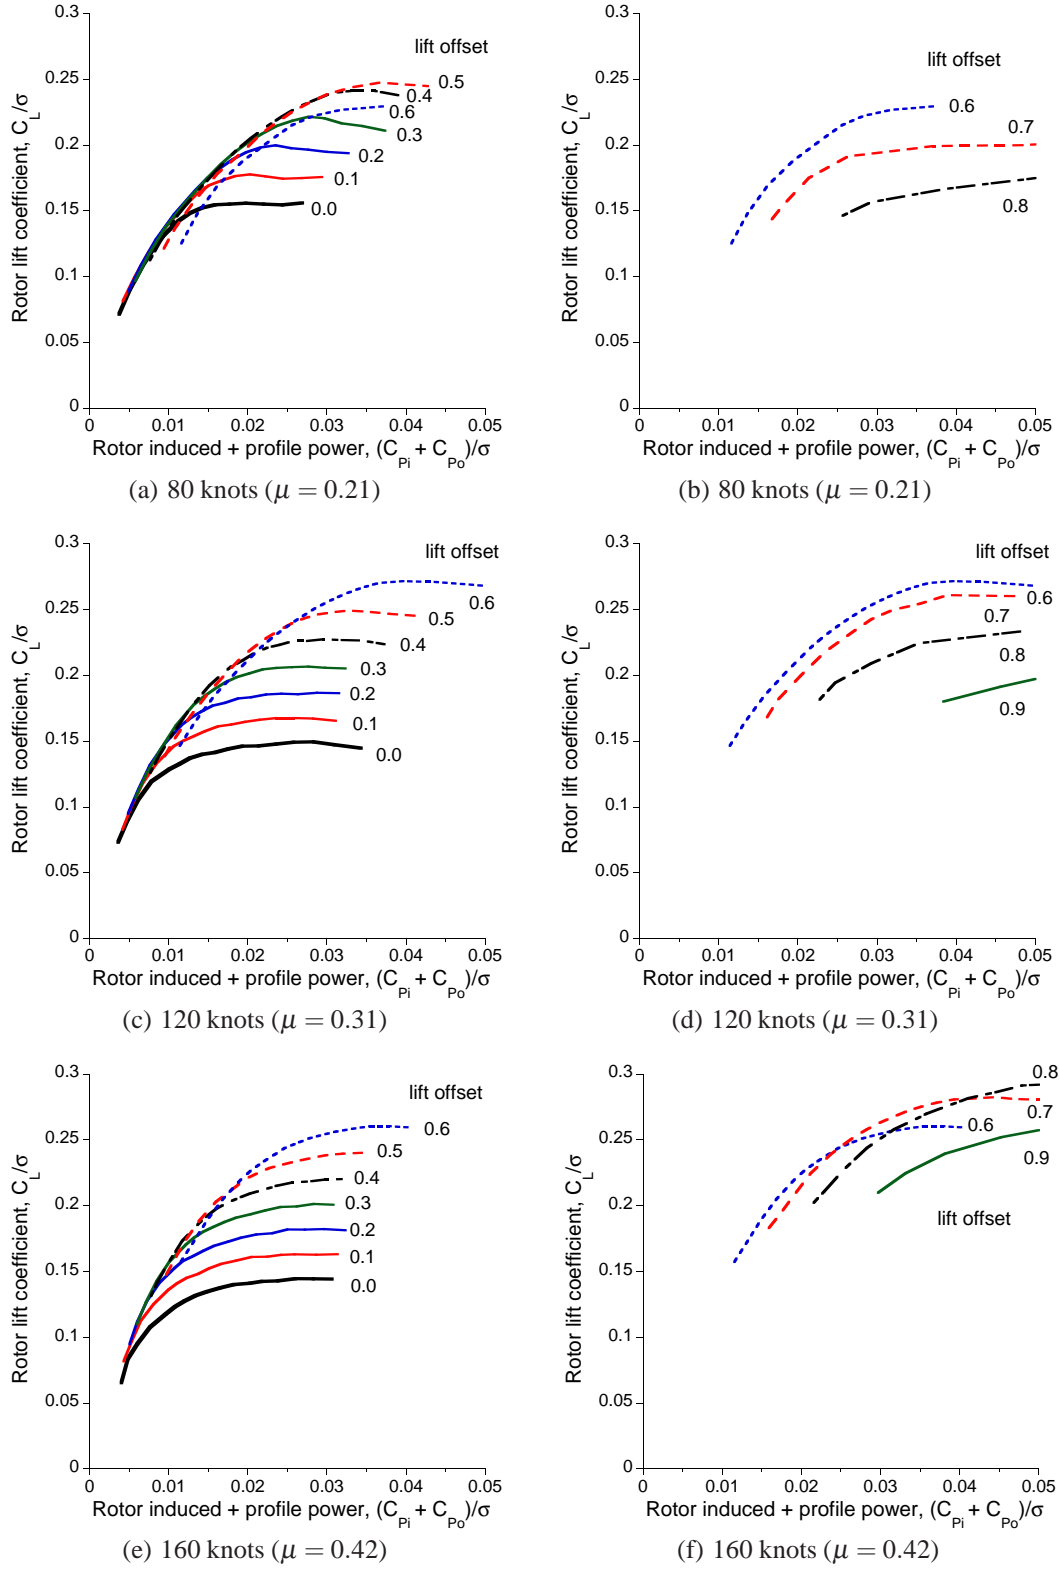 0.3
0.25
0.2
0.15
0.1
0.05
0
Rotor lift coefficient, C_L/σ
lift offset
0.5
0.4
0.6
0.3
0.2
0.1
0.0
0 0.01 0.02 0.03 0.04 0.05
Rotor induced + profile power, (C_Pi + C_Po)/σ
(a) 80 knots (μ = 0.21)
0.3
0.25
0.2
0.15
0.1
0.05
0
Rotor lift coefficient, C_L/σ
lift offset
0.6
0.7
0.8
0 0.01 0.02 0.03 0.04 0.05
Rotor induced + profile power, (C_Pi + C_Po)/σ
(b) 80 knots (μ = 0.21)
0.3
0.25
0.2
0.15
0.1
0.05
0
Rotor lift coefficient, C_L/σ
lift offset
0.6
0.5
0.4
0.3
0.2
0.1
0.0
0 0.01 0.02 0.03 0.04 0.05
Rotor induced + profile power, (C_Pi + C_Po)/σ
(c) 120 knots (μ = 0.31)
0.3
0.25
0.2
0.15
0.1
0.05
0
Rotor lift coefficient, C_L/σ
lift offset
0.6
0.7
0.8
0.9
0 0.01 0.02 0.03 0.04 0.05
Rotor induced + profile power, (C_Pi + C_Po)/σ
(d) 120 knots (μ = 0.31)
0.3
0.25
0.2
0.15
0.1
0.05
0
Rotor lift coefficient, C_L/σ
lift offset
0.6
0.5
0.4
0.3
0.2
0.1
0.0
0 0.01 0.02 0.03 0.04 0.05
Rotor induced + profile power, (C_Pi + C_Po)/σ
(e) 160 knots (μ = 0.42)
0.3
0.25
0.2
0.15
0.1
0.05
0
Rotor lift coefficient, C_L/σ
0.8
0.7
0.6
0.9
lift offset
0 0.01 0.02 0.03 0.04 0.05
Rotor induced + profile power, (C_Pi + C_Po)/σ
(f) 160 knots (μ = 0.42)